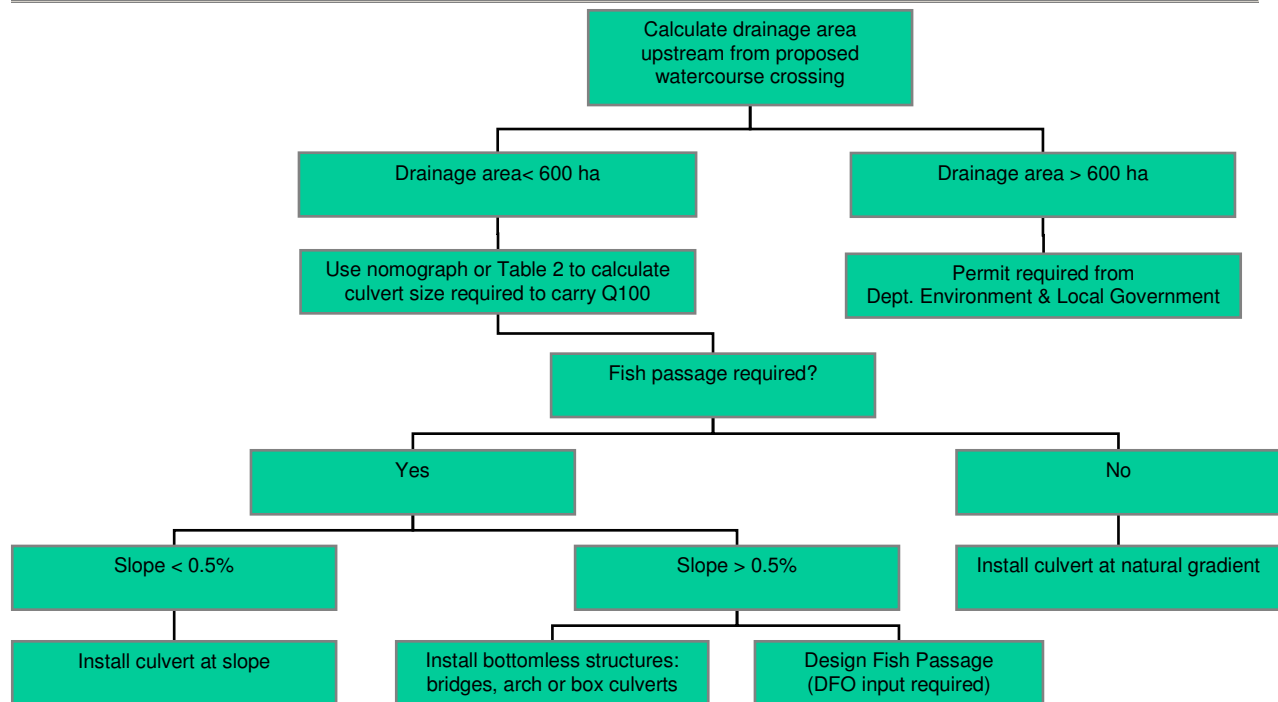 Calculate drainage area
upstream from proposed
watercourse crossing
Drainage area< 600 ha
Drainage area > 600 ha
Use nomograph or Table 2 to calculate
culvert size required to carry Q100
Permit required from
Dept. Environment & Local Government
Fish passage required?
Yes
No
Slope < 0.5%
Slope > 0.5%
Install culvert at natural gradient
Install culvert at slope
Install bottomless structures:
bridges, arch or box culverts
Design Fish Passage
(DFO input required)